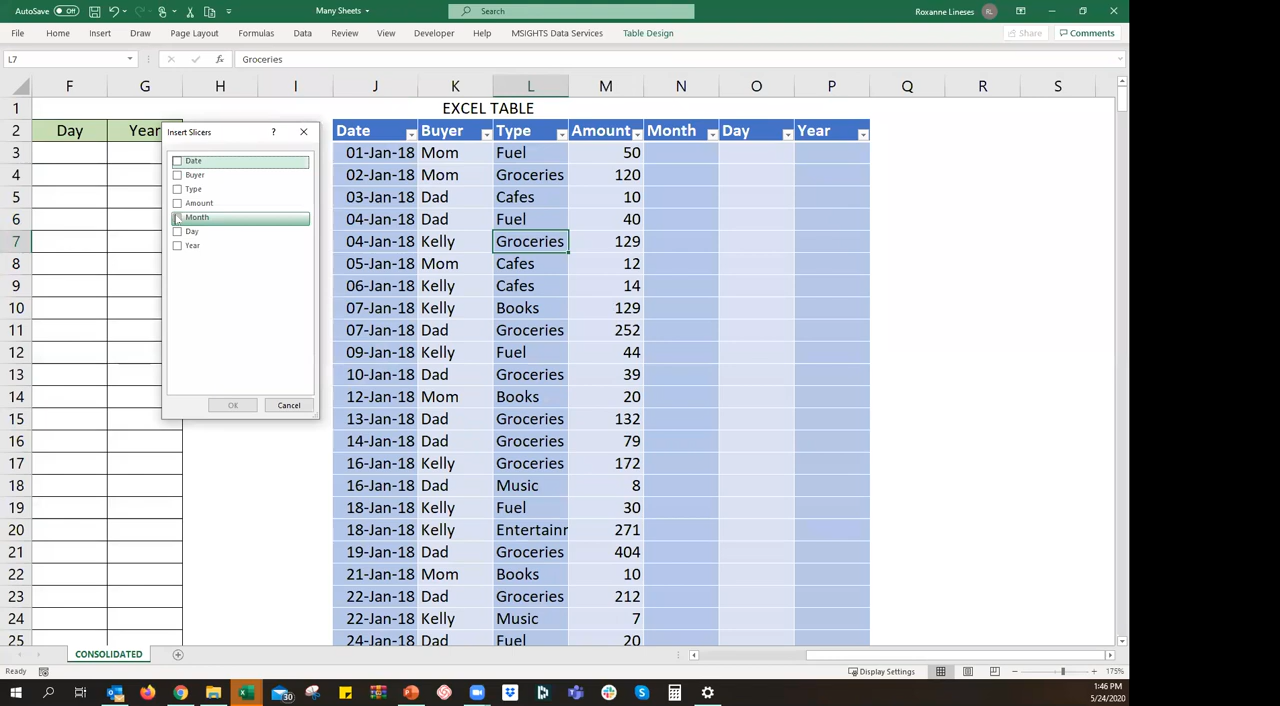 AutoSave Off Many Sheets Search Roxanne Lineses RL
File Home Insert Draw Page Layout Formulas Data Review View Developer Help MSIGHTS Data Services Table Design Share Comments
L7 fx Groceries
F G H I J K L M N O P Q R S
1 EXCEL TABLE
2 Day Year Date Buyer Type Amount Month Day Year
3 01-Jan-18 Mom Fuel 50
4 02-Jan-18 Mom Groceries 120
5 03-Jan-18 Dad Cafes 10
6 04-Jan-18 Dad Fuel 40
7 04-Jan-18 Kelly Groceries 129
8 05-Jan-18 Mom Cafes 12
9 06-Jan-18 Kelly Cafes 14
10 07-Jan-18 Kelly Books 129
11 07-Jan-18 Dad Groceries 252
12 09-Jan-18 Kelly Fuel 44
13 10-Jan-18 Dad Groceries 39
14 12-Jan-18 Mom Books 20
15 13-Jan-18 Dad Groceries 132
16 14-Jan-18 Dad Groceries 79
17 16-Jan-18 Kelly Groceries 172
18 16-Jan-18 Dad Music 8
19 18-Jan-18 Kelly Fuel 30
20 18-Jan-18 Kelly Entertainr 271
21 19-Jan-18 Dad Groceries 404
22 21-Jan-18 Mom Books 10
23 22-Jan-18 Dad Groceries 212
24 22-Jan-18 Kelly Music 7
25 24-Jan-18 Dad Fuel 20
Insert Slicers ?
Date
Buyer
Type
Amount
Month
Day
Year
OK Cancel
CONSOLIDATED
Ready Display Settings 175%
30
1:46 PM
5/24/2020